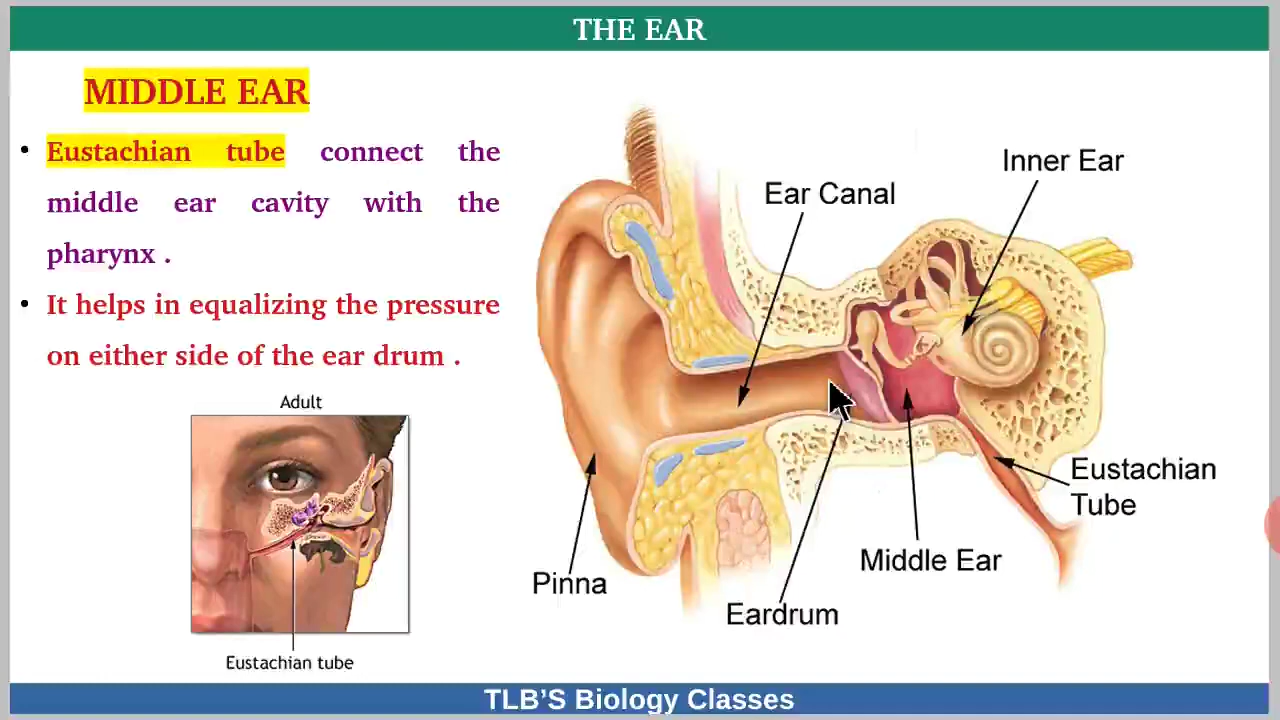 THE EAR
MIDDLE EAR
• Eustachian tube connect the
middle ear cavity with the
pharynx .
• It helps in equalizing the pressure
on either side of the ear drum .
Adult
Eustachian tube
Inner Ear
Ear Canal
Eustachian
Tube
Middle Ear
Pinna
Eardrum
TLB'S Biology Classes